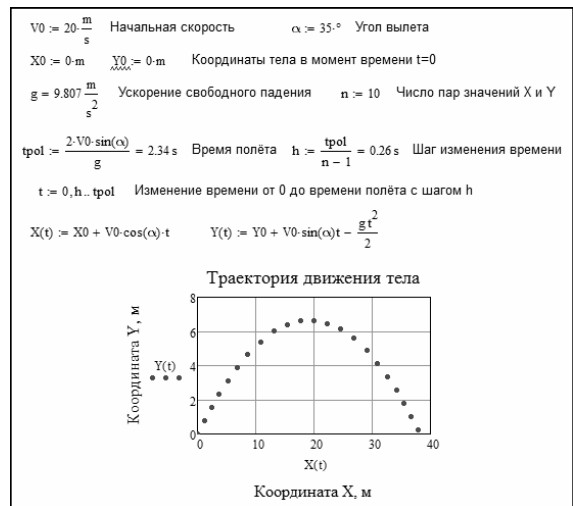 V0 := 20·m/s Начальная скорость α := 35·° Угол вылета
X0 := 0·m Y0 := 0·m Координаты тела в момент времени t=0
g = 9.807 m/s² Ускорение свободного падения n := 10 Число пар значений X и Y
tpol := 2·V0·sin(α)/g = 2.34 s Время полёта h := tpol/(n − 1) = 0.26 s Шаг изменения времени
t := 0, h .. tpol Изменение времени от 0 до времени полёта с шагом h
X(t) := X0 + V0·cos(α)·t Y(t) := Y0 + V0·sin(α)t − gt²/2
Траектория движения тела
Координата Y, м
Y(t)
8
6
4
2
0
0 10 20 30 40
X(t)
Координата X, м